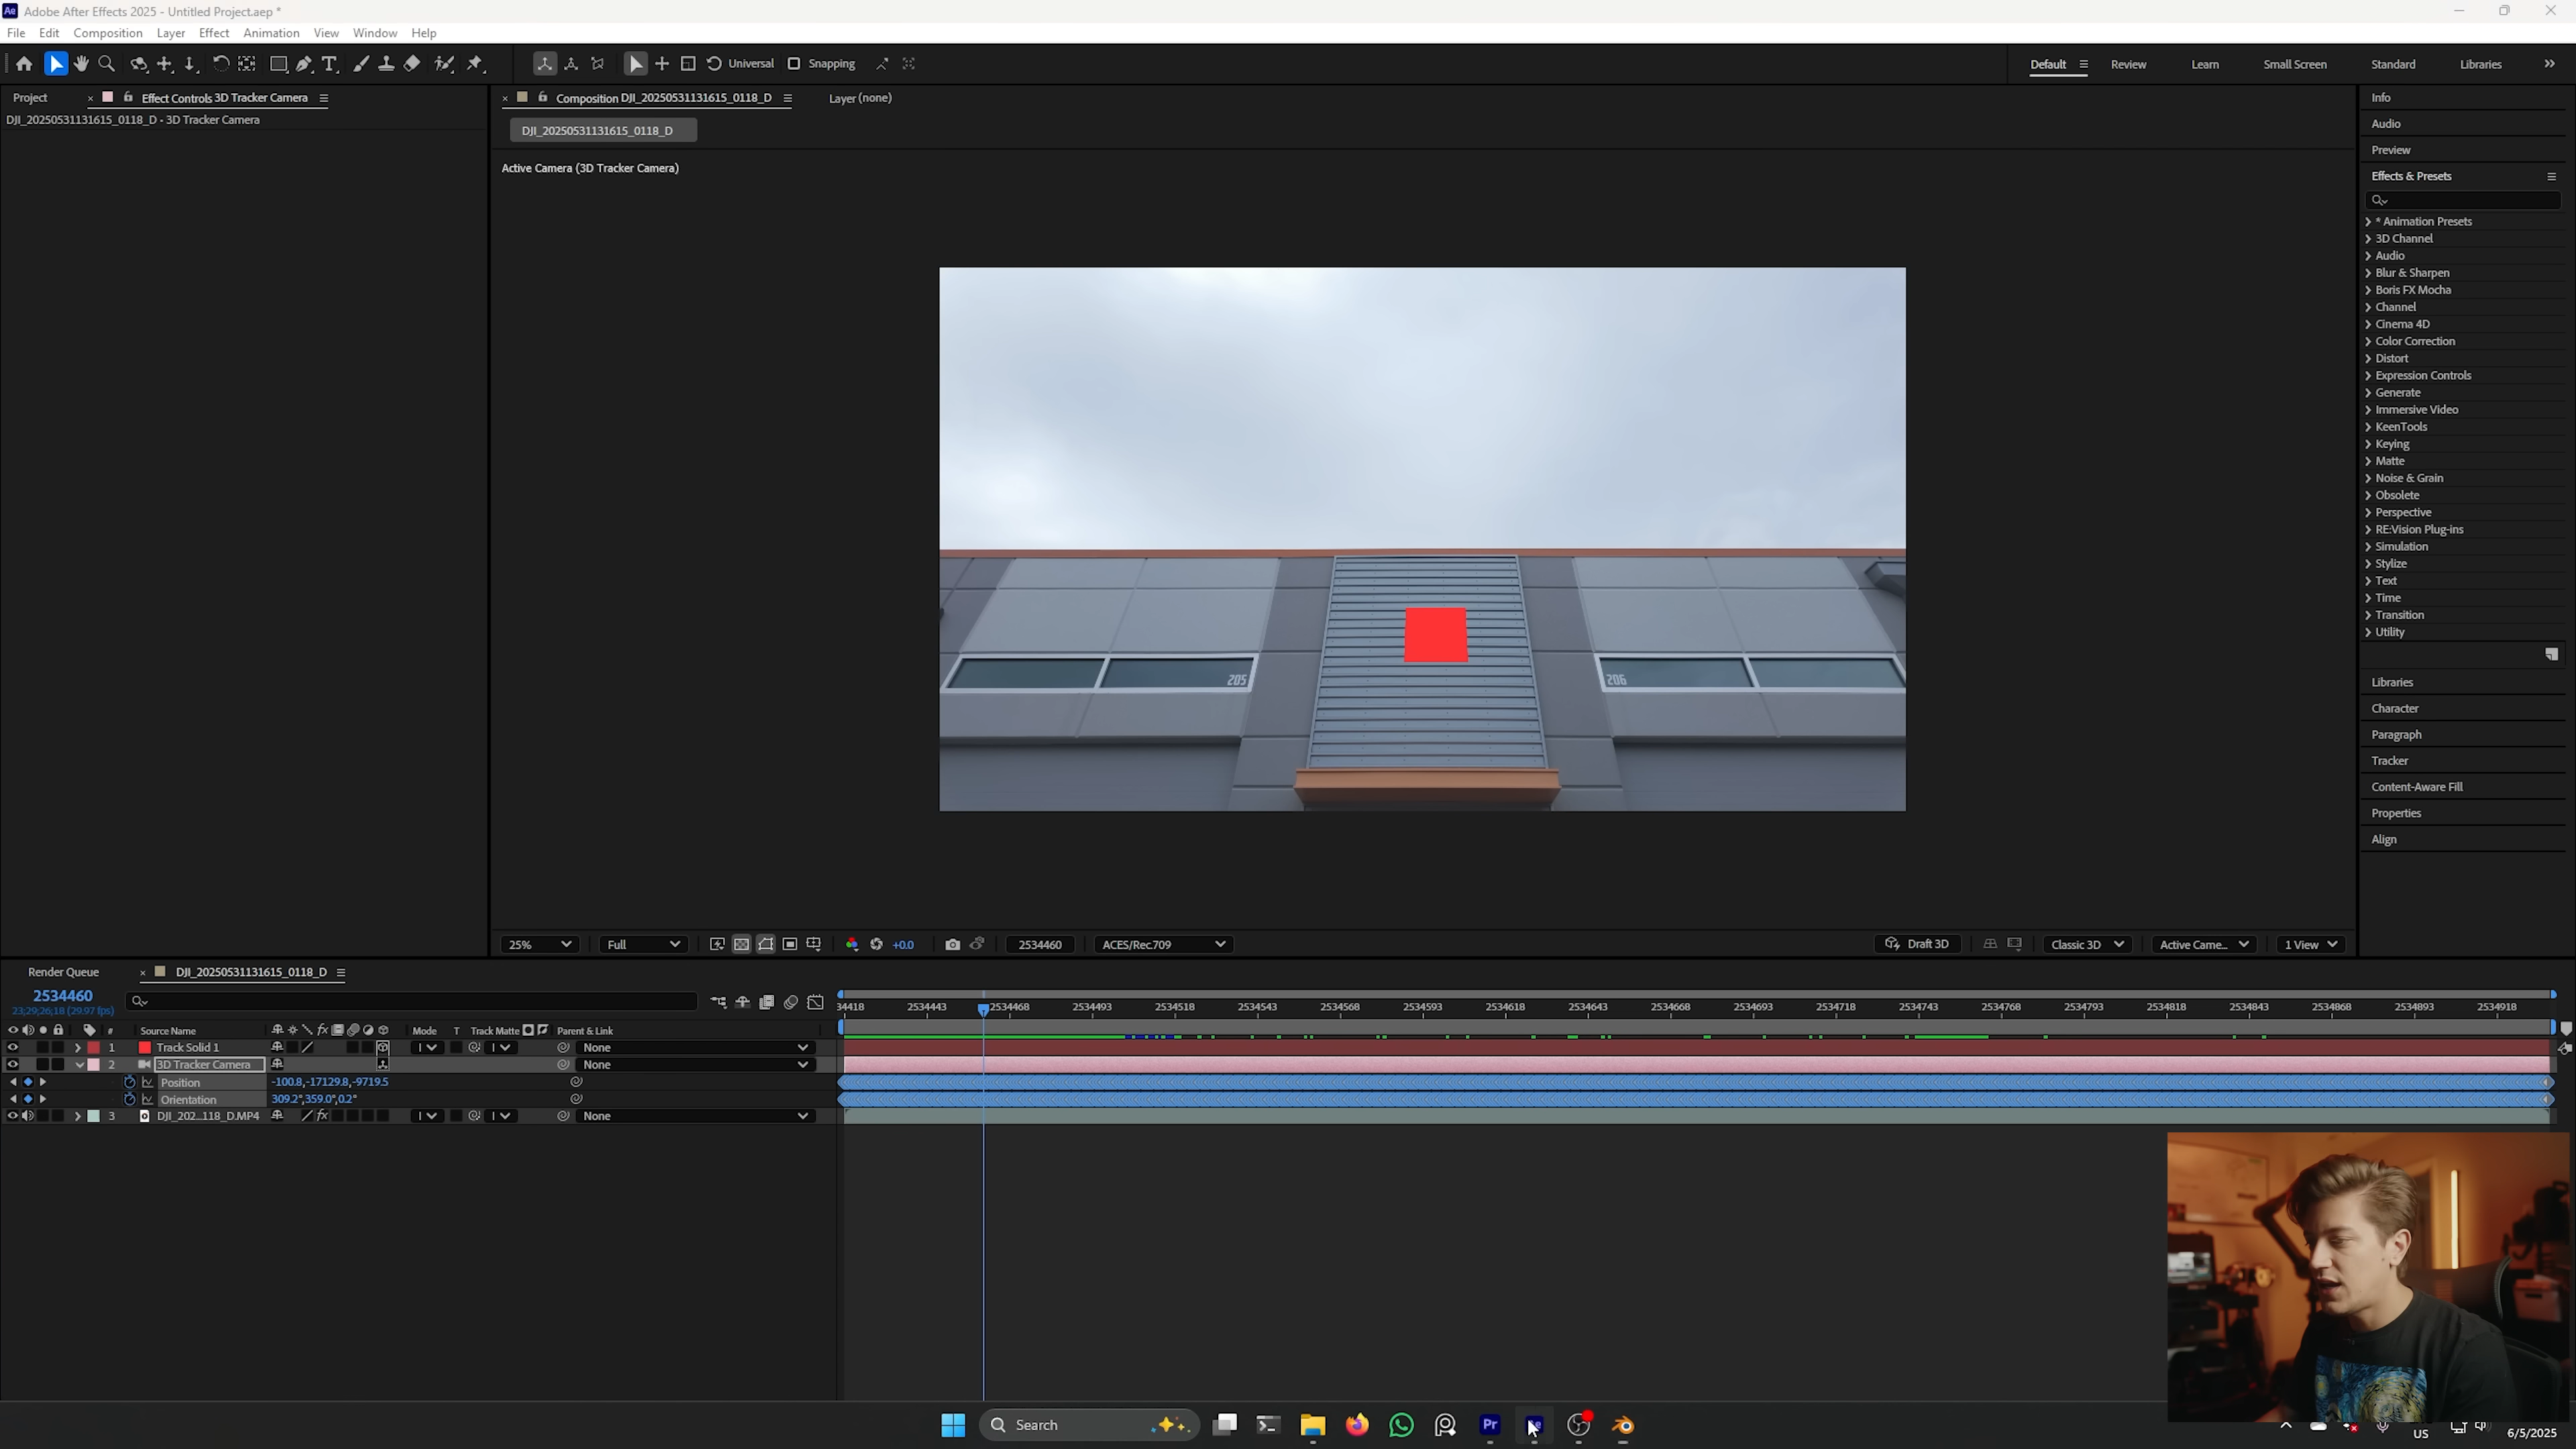 Adobe After Effects 2025 - Untitled Project.aep *
File Edit Composition Layer Effect Animation View Window Help
Universal Snapping Default Review Learn Small Screen Standard Libraries
Project Effect Controls 3D Tracker Camera
DJI_20250531131615_0118_D - 3D Tracker Camera
Composition DJI_20250531131615_0118_D Layer (none)
DJI_20250531131615_0118_D
Active Camera (3D Tracker Camera)
205
206
Info
Audio
Preview
Effects & Presets
* Animation Presets
3D Channel
Audio
Blur & Sharpen
Boris FX Mocha
Channel
Cinema 4D
Color Correction
Distort
Expression Controls
Generate
Immersive Video
KeenTools
Keying
Matte
Noise & Grain
Obsolete
Perspective
RE:Vision Plug-ins
Simulation
Stylize
Text
Time
Transition
Utility
Libraries
Character
Paragraph
Tracker
Content-Aware Fill
Properties
Align
25% Full +0.0 2534460 ACES/Rec.709 Draft 3D Classic 3D Active Came... 1 View
Render Queue DJI_20250531131615_0118_D
2534460
23;29;26;18 (29.97 fps)
34418 2534443 2534468 2534493 2534518 2534543 2534568 2534593 2534618 2534643 2534668 2534693 2534718 2534743 2534768 2534793 2534818 2534843 2534868 2534893 2534918
# Source Name Mode T Track Matte Parent & Link
1 Track Solid 1 None
2 3D Tracker Camera None
Position -100.8,-17129.8,-9719.5
Orientation 309.2°,359.0°,0.2°
3 DJI_202...118_D.MP4 None
Search
US
6/5/2025